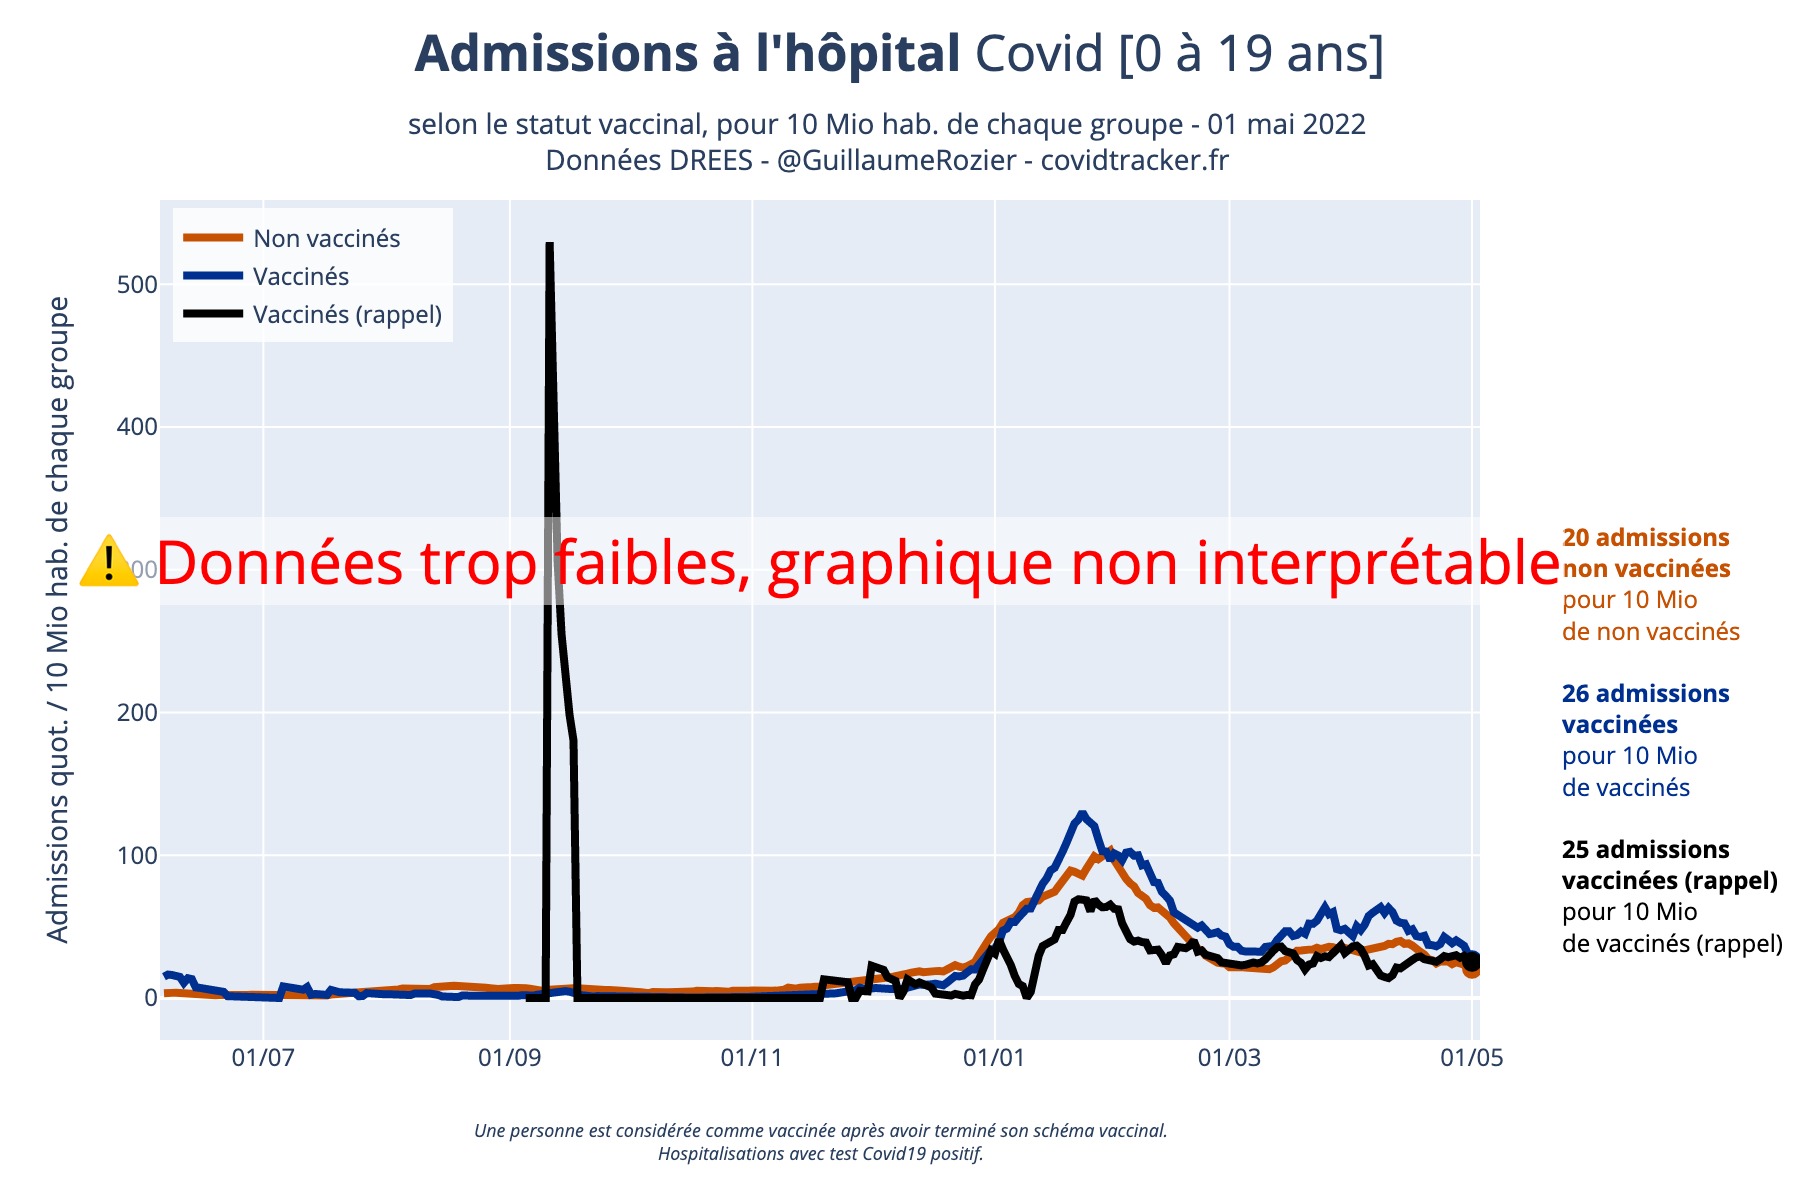 Admissions à l'hôpital Covid [0 à 19 ans]
selon le statut vaccinal, pour 10 Mio hab. de chaque groupe - 01 mai 2022
Données DREES - @GuillaumeRozier - covidtracker.fr
Non vaccinés
Vaccinés
Vaccinés (rappel)
Admissions quot. / 10 Mio hab. de chaque groupe
500
400
300
200
100
0
⚠️Données trop faibles, graphique non interprétable
20 admissions
non vaccinées
pour 10 Mio
de non vaccinés
26 admissions
vaccinées
pour 10 Mio
de vaccinés
25 admissions
vaccinées (rappel)
pour 10 Mio
de vaccinés (rappel)
01/07 01/09 01/11 01/01 01/03 01/05
Une personne est considérée comme vaccinée après avoir terminé son schéma vaccinal.
Hospitalisations avec test Covid19 positif.